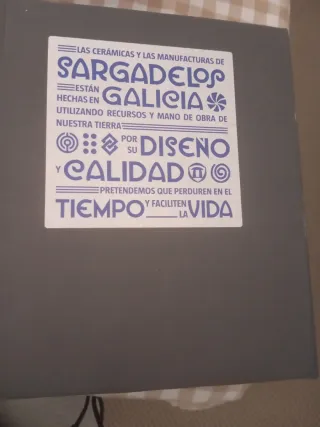 LAS CERÁMICAS Y LAS MANUFACTURAS DE
SARGADELOS
ESTÁN
HECHAS EN GALICIA
UTILIZANDO RECURSOS Y MANO DE OBRA DE
NUESTRA TIERRA
POR
SU DISEÑO
Y CALIDAD
PRETENDEMOS QUE PERDUREN EN EL
TIEMPO Y FACILITEN
LA VIDA